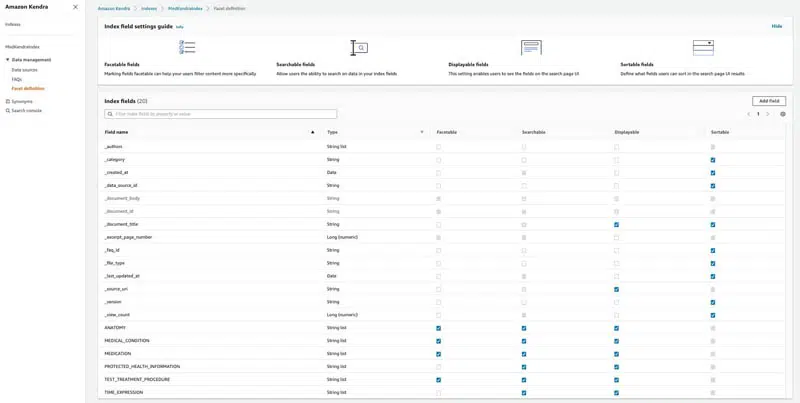 Amazon Kendra
Amazon Kendra > Indexes > MedKendraIndex > Facet definition
Indexes
MedKendraIndex
Data management
Data sources
FAQs
Facet definition
Synonyms
Search console
Index field settings guide Info
Hide
Facetable fields
Marking fields facetable can help your users filter content more specifically
Searchable fields
Allow users the ability to search on data in your index fields
Displayable fields
This setting enables users to see the fields on the search page UI
Sortable fields
Define what fields users can sort in the search page UI results
Index fields (20)
Add field
Filter index field by property or value
1
Field name Type Facetable Searchable Displayable Sortable
_authors String list
_category String
_created_at Date
_data_source_id String
_document_body String
_document_id String
_document_title String
_excerpt_page_number Long (numeric)
_faq_id String
_file_type String
_last_updated_at Date
_source_uri String
_version String
_view_count Long (numeric)
ANATOMY String list
MEDICAL_CONDITION String list
MEDICATION String list
PROTECTED_HEALTH_INFORMATION String list
TEST_TREATMENT_PROCEDURE String list
TIME_EXPRESSION String list